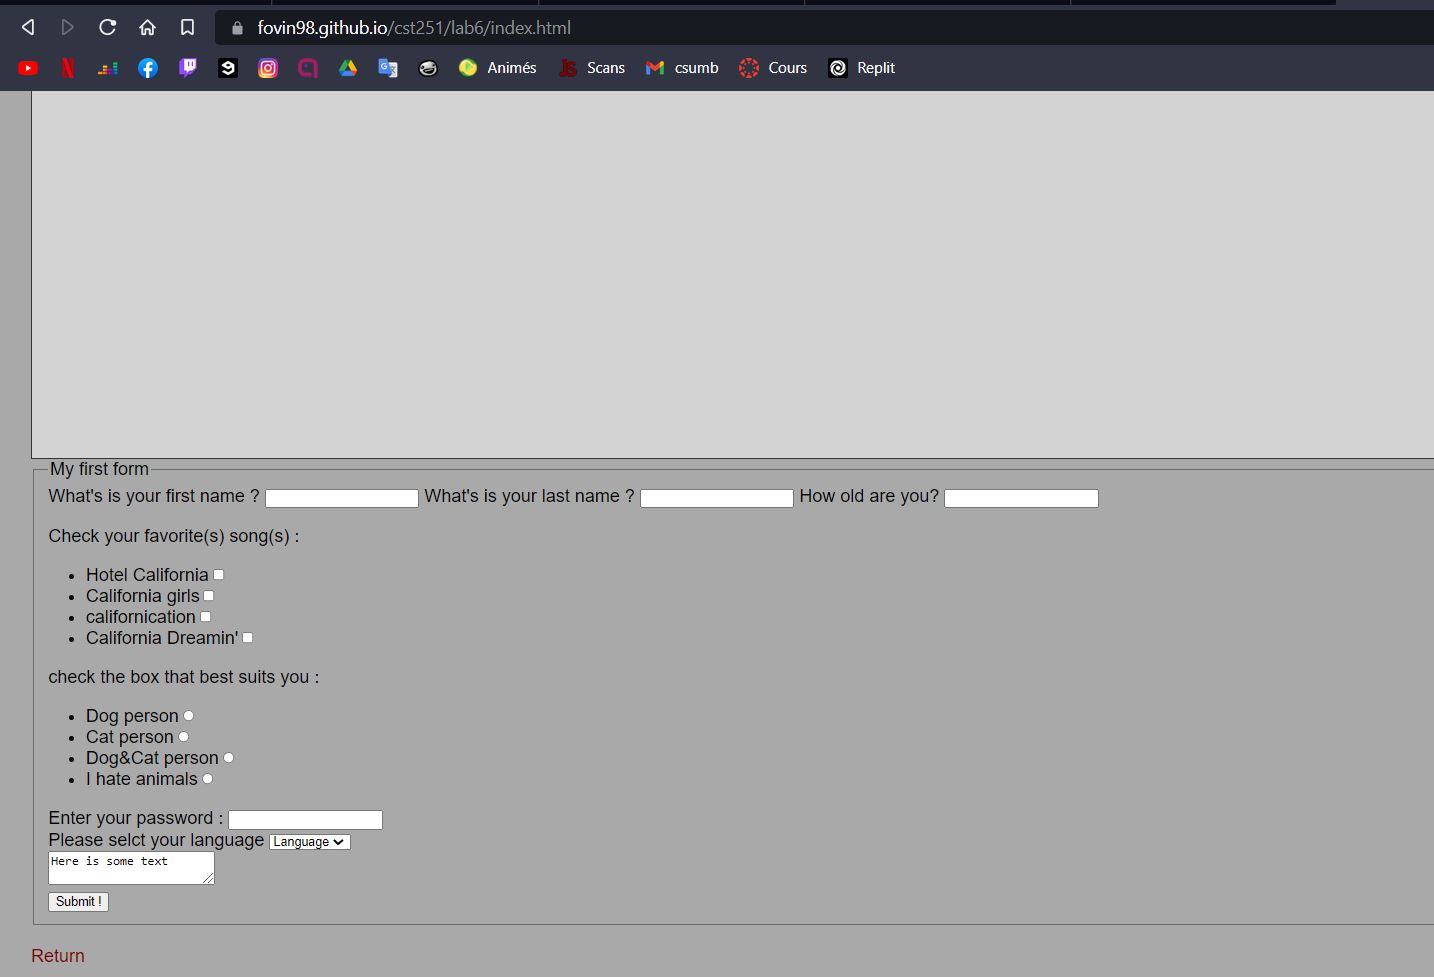 fovin98.github.io/cst251/lab6/index.html
Animés Scans csumb Cours Replit
My first form
What's is your first name ? What's is your last name ? How old are you?
Check your favorite(s) song(s) :
Hotel California
California girls
californication
California Dreamin'
check the box that best suits you :
Dog person
Cat person
Dog&Cat person
I hate animals
Enter your password :
Please selct your language Language
Here is some text
Submit !
Return